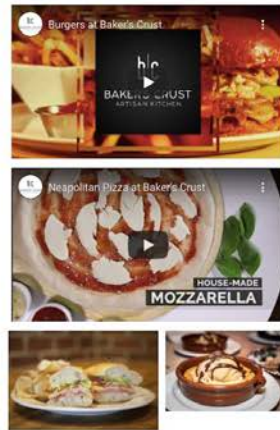 Burgers at Baker's Crust
b|c
BAKER'S CRUST
ARTISAN KITCHEN
Neapolitan Pizza at Baker's Crust
HOUSE-MADE
MOZZARELLA